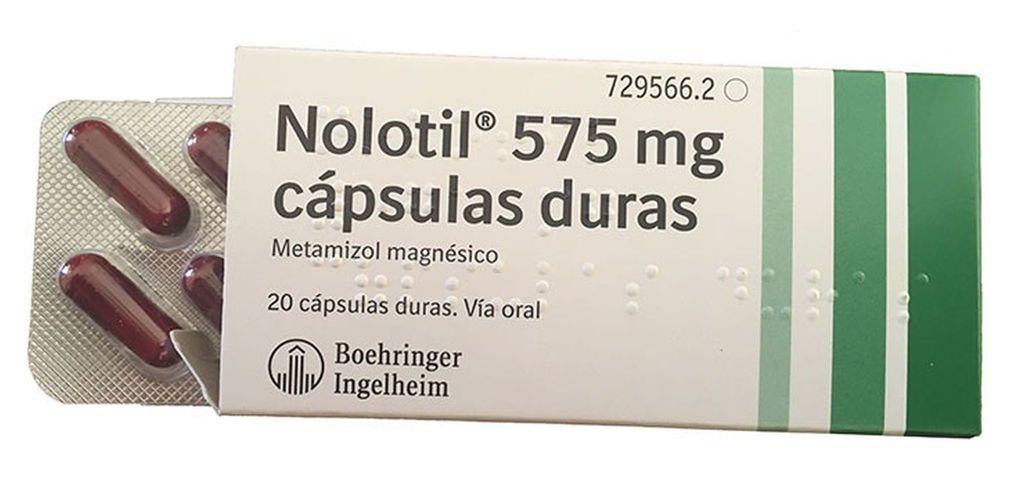 729566.2
Nolotil® 575 mg
cápsulas duras
Metamizol magnésico
20 cápsulas duras. Vía oral
Boehringer
Ingelheim